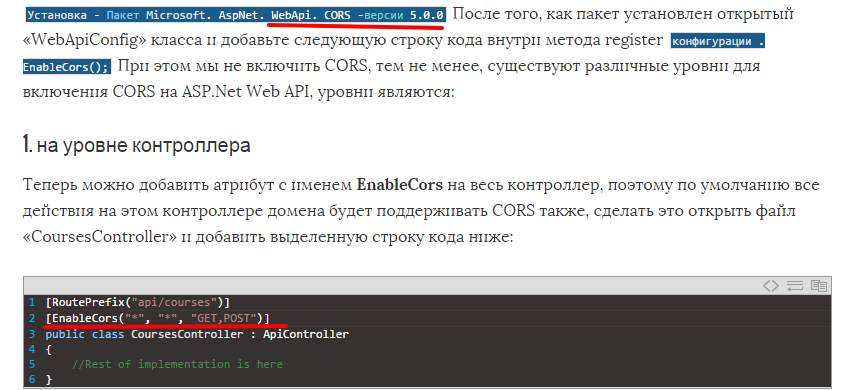 Установка - Пакет Microsoft. AspNet. WebApi. CORS -версии 5.0.0 После того, как пакет установлен открытый
«WebApiConfig» класса и добавьте следующую строку кода внутри метода register конфигурации .
EnableCors(); При этом мы не включить CORS, тем не менее, существуют различные уровни для
включения CORS на ASP.Net Web API, уровни являются:
1. на уровне контроллера
Теперь можно добавить атрибут с именем EnableCors на весь контроллер, поэтому по умолчанию все
действия на этом контроллере домена будет поддерживать CORS также, сделать это открыть файл
«CoursesController» и добавить выделенную строку кода ниже:
1 [RoutePrefix("api/courses")]
2 [EnableCors("*", "*", "GET,POST")]
3 public class CoursesController : ApiController
4 {
5 //Rest of implementation is here
6 }